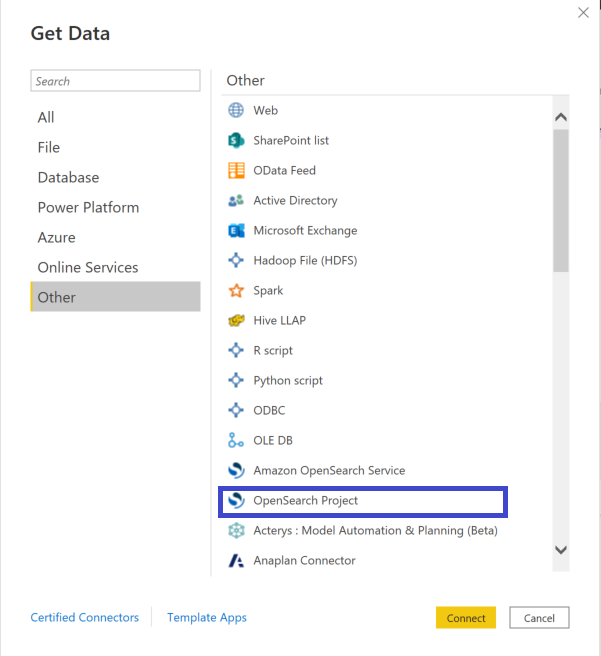 Get Data
Search
All
File
Database
Power Platform
Azure
Online Services
Other
Other
Web
SharePoint list
OData Feed
Active Directory
Microsoft Exchange
Hadoop File (HDFS)
Spark
Hive LLAP
R script
Python script
ODBC
OLE DB
Amazon OpenSearch Service
OpenSearch Project
Acterys : Model Automation & Planning (Beta)
Anaplan Connector
Certified Connectors
Template Apps
Connect
Cancel